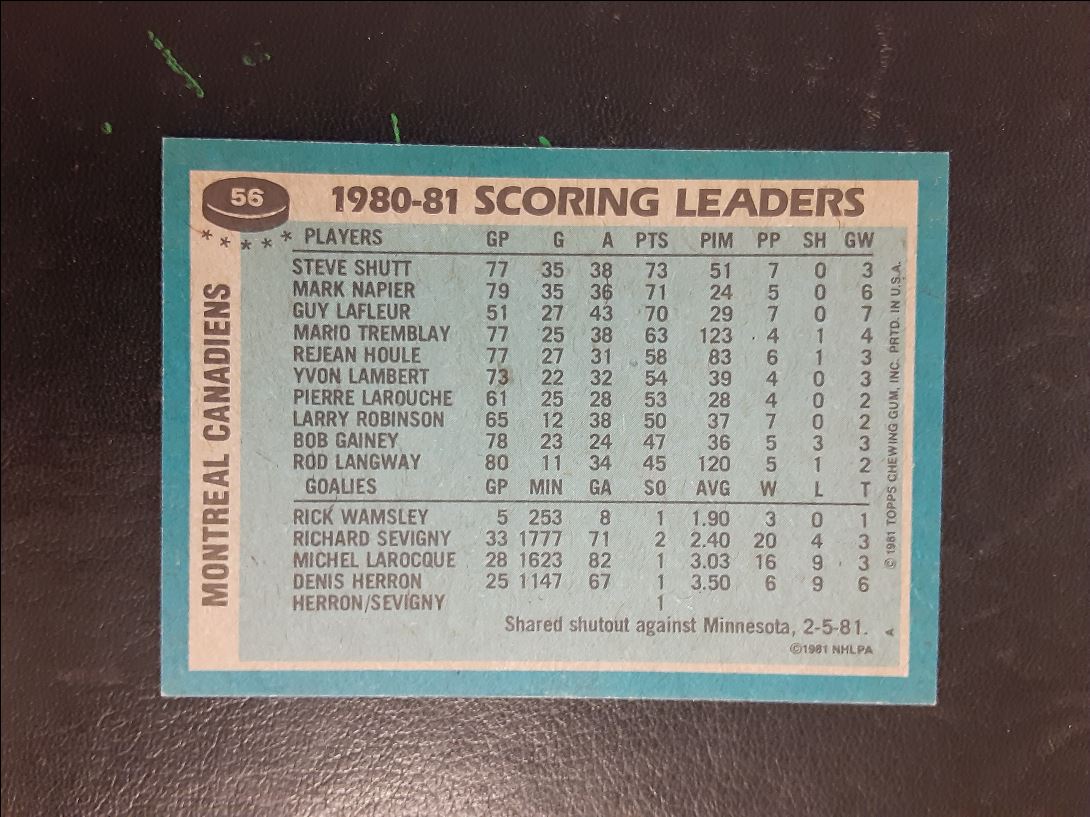 56
1980-81 SCORING LEADERS
MONTREAL CANADIENS
PLAYERS GP G A PTS PIM PP SH GW
STEVE SHUTT 77 35 38 73 51 7 0 3
MARK NAPIER 79 35 36 71 24 5 0 6
GUY LAFLEUR 51 27 43 70 29 7 0 7
MARIO TREMBLAY 77 25 38 63 123 4 1 4
REJEAN HOULE 77 27 31 58 83 6 1 3
YVON LAMBERT 73 22 32 54 39 4 0 3
PIERRE LAROUCHE 61 25 28 53 28 4 0 2
LARRY ROBINSON 65 12 38 50 37 7 0 2
BOB GAINEY 78 23 24 47 36 5 3 3
ROD LANGWAY 80 11 34 45 120 5 1 2
GOALIES GP MIN GA SO AVG W L T
RICK WAMSLEY 5 253 8 1 1.90 3 0 1
RICHARD SEVIGNY 33 1777 71 2 2.40 20 4 3
MICHEL LAROCQUE 28 1623 82 1 3.03 16 9 3
DENIS HERRON 25 1147 67 1 3.50 6 9 6
HERRON/SEVIGNY 1
Shared shutout against Minnesota, 2-5-81.
©1981 NHLPA
A
© 1981 TOPPS CHEWING GUM, INC. PRTD. IN U.S.A.